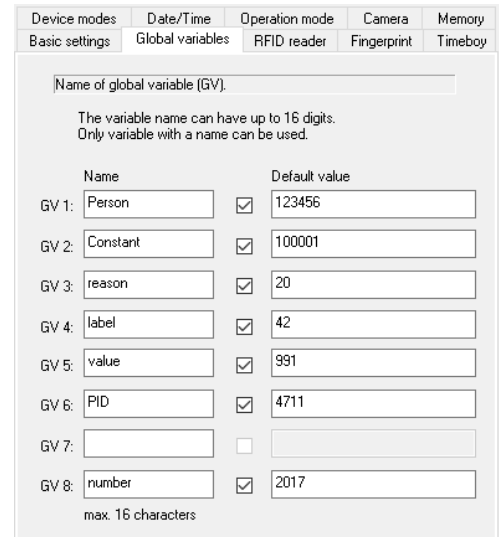 Device modes Date/Time Operation mode Camera Memory
Basic settings Global variables RFID reader Fingerprint Timeboy
Name of global variable (GV).
The variable name can have up to 16 digits.
Only variable with a name can be used.
Name Default value
GV 1: Person 123456
GV 2: Constant 100001
GV 3: reason 20
GV 4: label 42
GV 5: value 991
GV 6: PID 4711
GV 7:
GV 8: number 2017
max. 16 characters